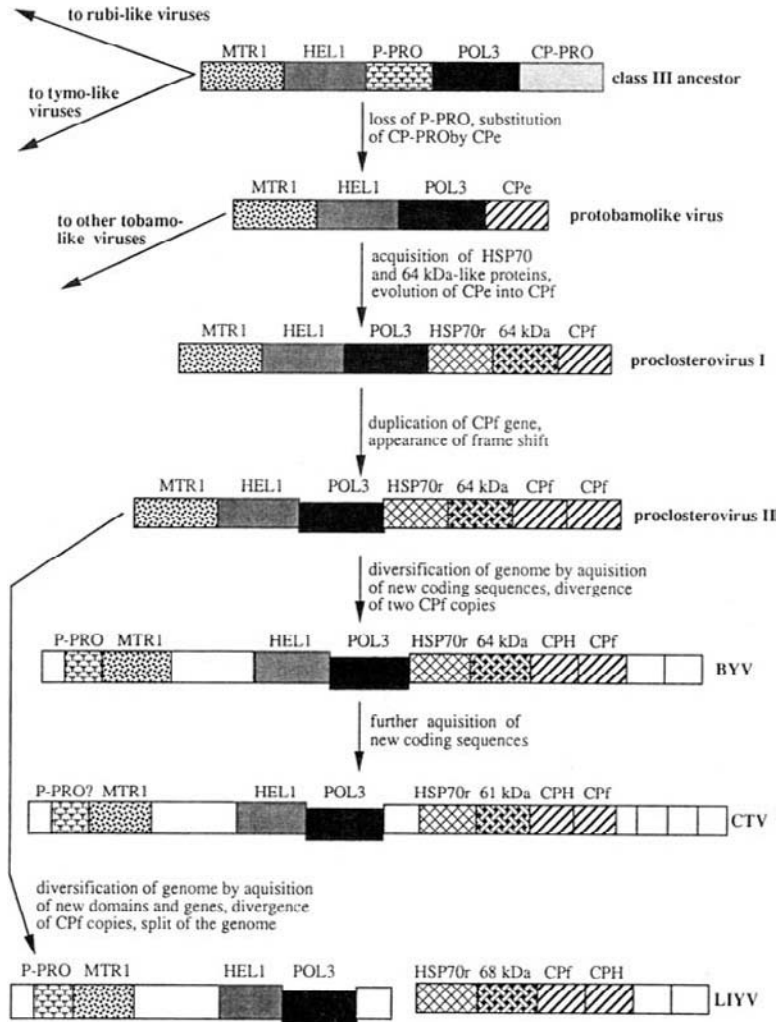 to rubi-like viruses
MTR1 HEL1 P-PRO POL3 CP-PRO
class III ancestor
to tymo-like
viruses
loss of P-PRO, substitution
of CP-PROby CPe
MTR1 HEL1 POL3 CPe
protobamolike virus
to other tobamo-
like viruses
acquisition of HSP70
and 64 kDa-like proteins,
evolution of CPe into CPf
MTR1 HEL1 POL3 HSP70r 64 kDa CPf
proclosterovirus I
duplication of CPf gene,
appearance of frame shift
MTR1 HEL1 POL3 HSP70r 64 kDa CPf CPf
proclosterovirus II
diversification of genome by aquisition
of new coding sequences, divergence
of two CPf copies
P-PRO MTR1 HEL1 POL3 HSP70r 64 kDa CPH CPf
BYV
further aquisition of
new coding sequences
P-PRO? MTR1 HEL1 POL3 HSP70r 61 kDa CPH CPf
CTV
diversification of genome by aquisition
of new domains and genes, divergence
of CPf copies, split of the genome
P-PRO MTR1 HEL1 POL3 HSP70r 68 kDa CPf CPH
LIYV